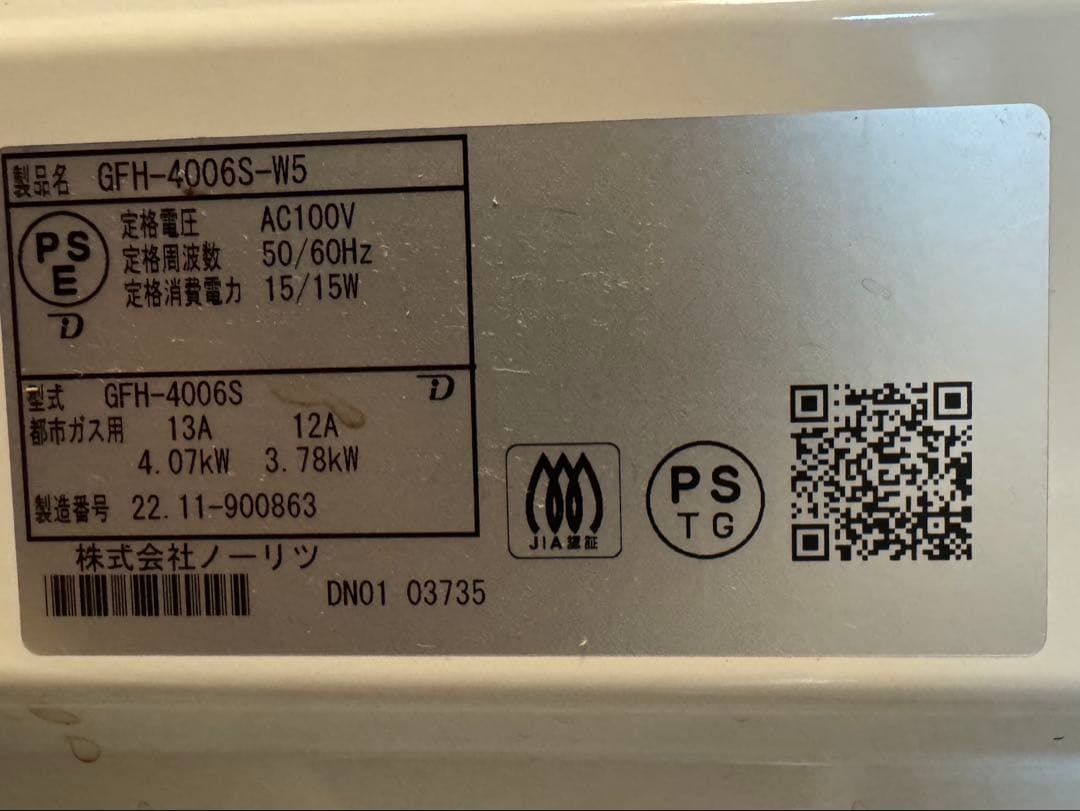 製品名 GFH-4006S-W5
PS
E
定格電圧 AC100V
定格周波数 50/60Hz
定格消費電力 15/15W
型式 GFH-4006S
都市ガス用 13A 12A
4.07kW 3.78kW
製造番号 22.11-900863
株式会社ノーリツ
DN01 03735
JIA認証
PS
TG